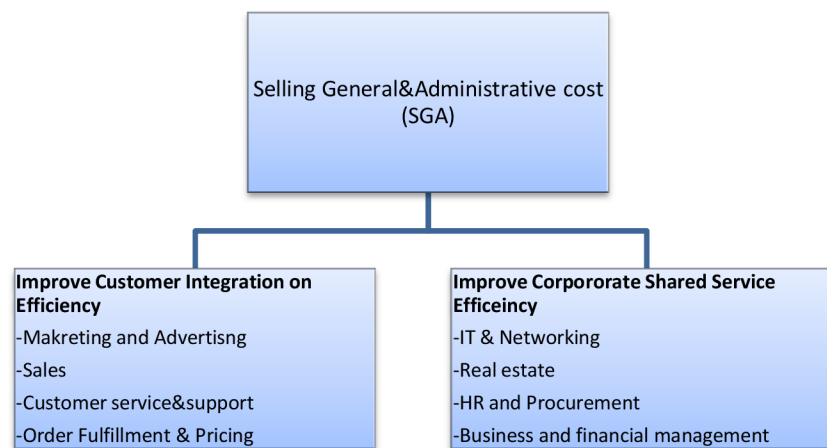 Selling General&Administrative cost
(SGA)
Improve Customer Integration on
Efficiency
-Makreting and Advertisng
-Sales
-Customer service&support
-Order Fulfillment & Pricing
Improve Corpororate Shared Service
Efficeincy
-IT & Networking
-Real estate
-HR and Procurement
-Business and financial management